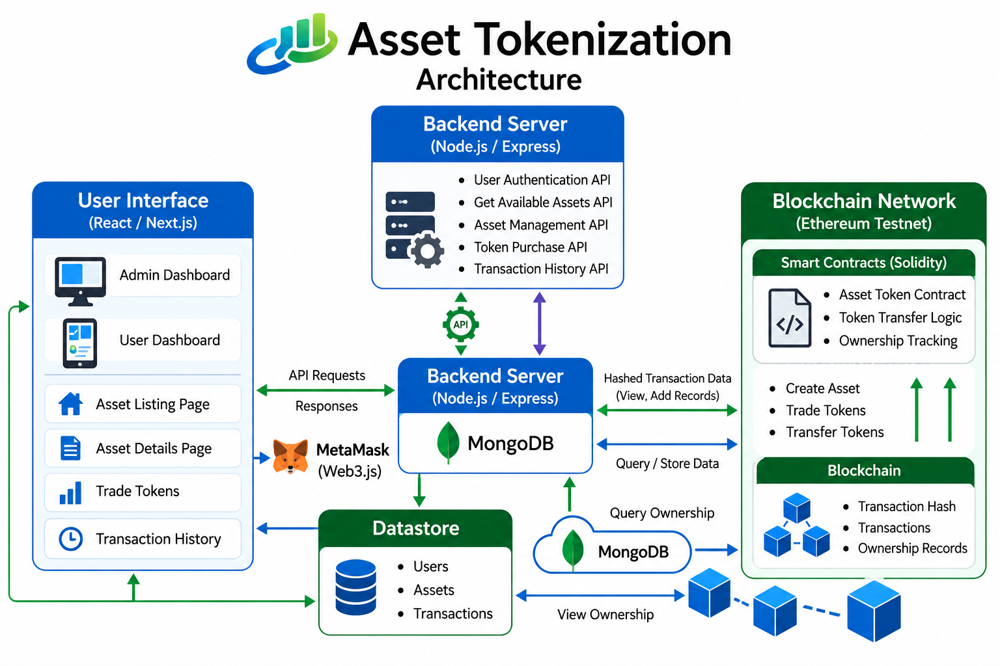 Asset Tokenization
Architecture
Backend Server
(Node.js / Express)
• User Authentication API
• Get Available Assets API
• Asset Management API
• Token Purchase API
• Transaction History API
API
User Interface
(React / Next.js)
Admin Dashboard
User Dashboard
Asset Listing Page
Asset Details Page
Trade Tokens
Transaction History
API Requests
Responses
MetaMask
(Web3.js)
Backend Server
(Node.js / Express)
MongoDB
Hashed Transaction Data
(View, Add Records)
Query / Store Data
Blockchain Network
(Ethereum Testnet)
Smart Contracts (Solidity)
</>
• Asset Token Contract
• Token Transfer Logic
• Ownership Tracking
• Create Asset
• Trade Tokens
• Transfer Tokens
Blockchain
• Transaction Hash
• Transactions
• Ownership Records
Datastore
• Users
• Assets
• Transactions
Query Ownership
MongoDB
View Ownership